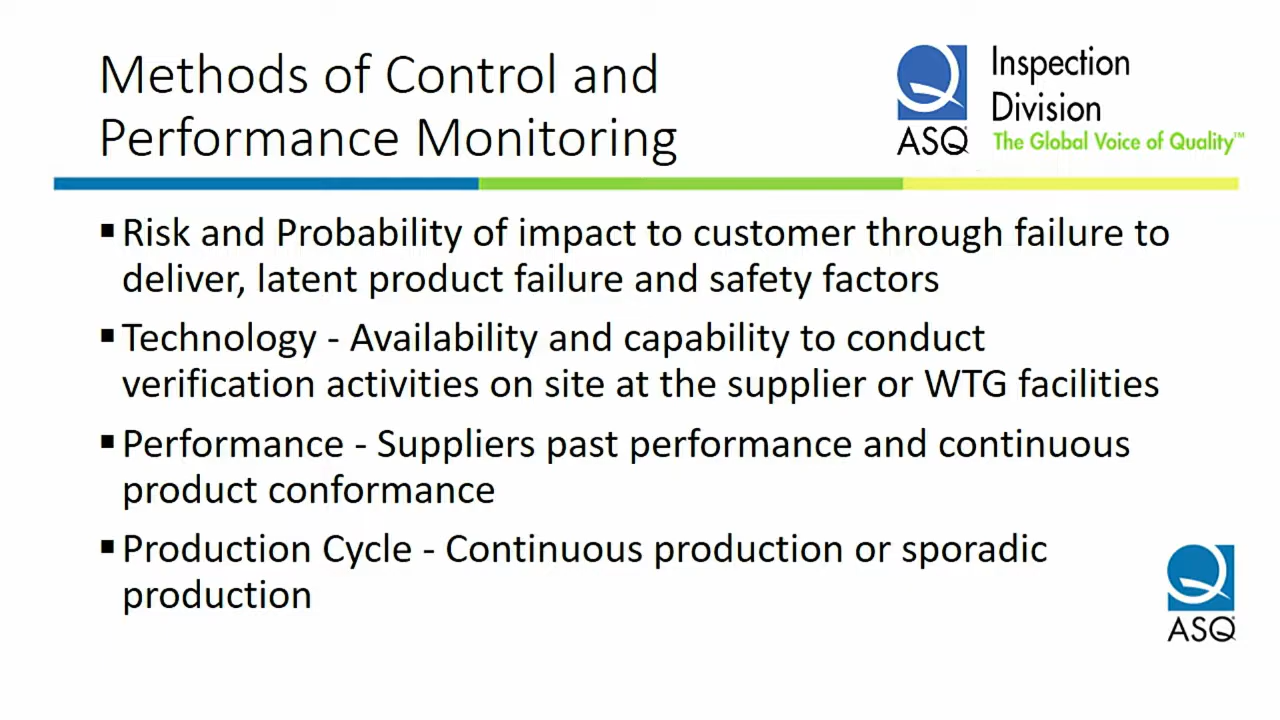 Methods of Control and
Performance Monitoring
ASQ
Inspection
Division
The Global Voice of Quality™
▪Risk and Probability of impact to customer through failure to
deliver, latent product failure and safety factors
▪Technology - Availability and capability to conduct
verification activities on site at the supplier or WTG facilities
▪Performance - Suppliers past performance and continuous
product conformance
▪Production Cycle - Continuous production or sporadic
production
ASQ